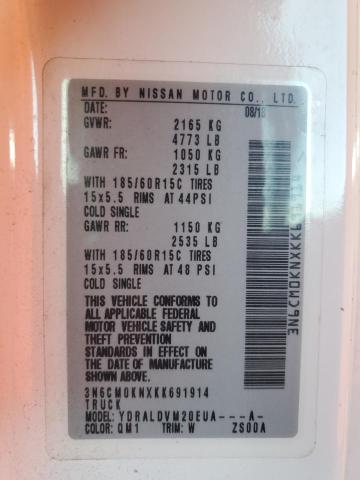 MFD. BY NISSAN MOTOR CO., LTD.
DATE: 08/18
GVWR: 2165 KG
4773 LB
GAWR FR: 1050 KG
2315 LB
WITH 185/60R15C TIRES
15x5.5 RIMS AT 44PSI
COLD SINGLE
GAWR RR: 1150 KG
2535 LB
WITH 185/60R15C TIRES
15x5.5 RIMS AT 48 PSI
COLD SINGLE
THIS VEHICLE CONFORMS TO
ALL APPLICABLE FEDERAL
MOTOR VEHICLE SAFETY AND
THEFT PREVENTION
STANDARDS IN EFFECT ON
THE DATE OF MANUFACTURE
SHOWN ABOVE.
3N6CM0KNXKK691914
TRUCK
MODEL: YDRALDVM20EUA---A-
COLOR: QM1 TRIM: W ZS00A
3N6CM0KNXKK691914